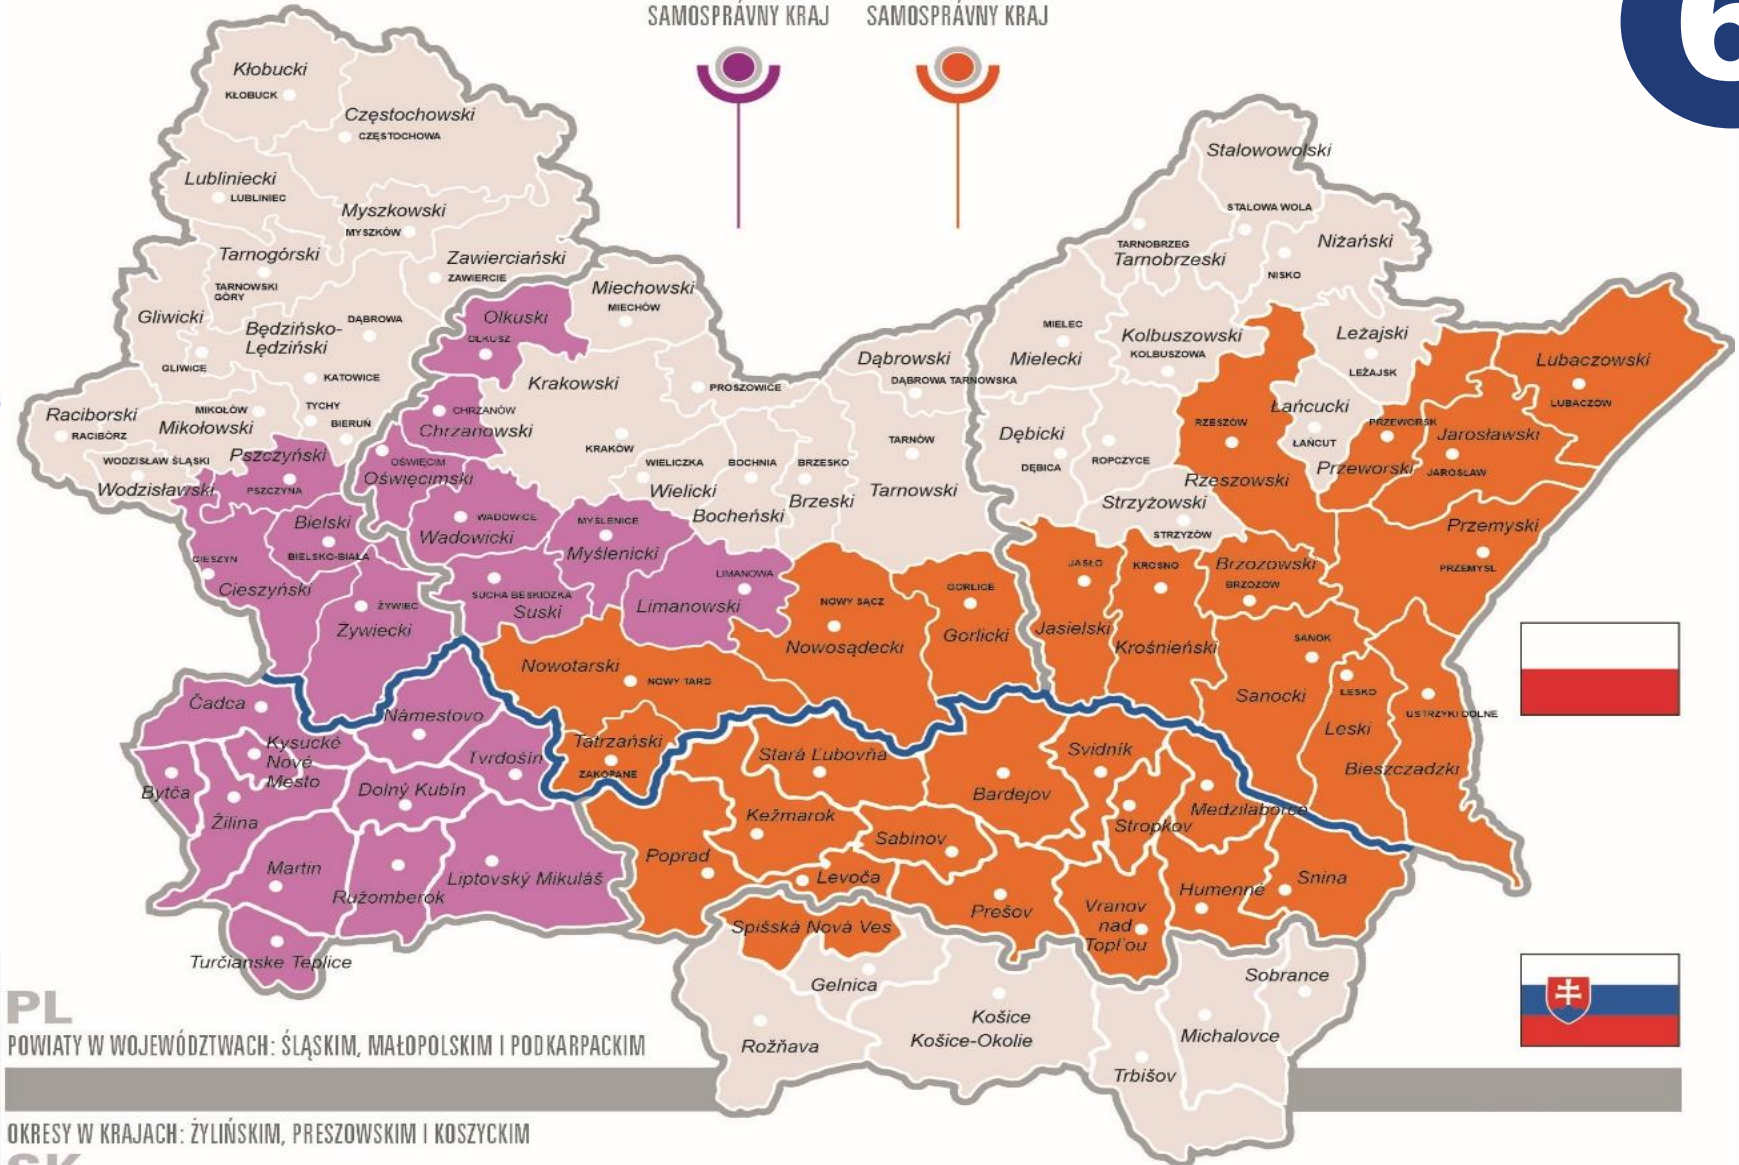 SAMOSPRÁVNY KRAJ
SAMOSPRÁVNY KRAJ
6
Kłobucki
KŁOBUCK
Częstochowski
CZĘSTOCHOWA
Lubliniecki
LUBLINIEC
Myszkowski
MYSZKÓW
Tarnogórski
TARNOWSKI
GÓRY
Zawierciański
ZAWIERCIE
Gliwicki
GLIWICE
Będzińsko-
Lędziński
DĄBROWA
KATOWICE
TYCHY
BIERUŃ
Raciborski
RACIBÓRZ
MIKOŁÓW
Mikołowski
WODZISŁAW ŚLĄSKI
Wodzisławski
Pszczyński
PSZCZYNA
Bielski
BIELSKO-BIAŁA
CIESZYN
Cieszyński
ŻYWIEC
Żywiecki
Olkuski
OLKUSZ
Miechowski
MIECHÓW
Krakowski
KRAKÓW
PROSZOWICE
CHRZANÓW
Chrzanowski
OŚWIĘCIM
Oświęcimski
WADOWICE
Wadowicki
SUCHA BESKIDZKA
Suski
MYŚLENICE
Myślenicki
LIMANOWA
Limanowski
WIELICZKA
Wielicki
BOCHNIA
Bocheński
BRZESKO
Brzeski
Dąbrowski
DĄBROWA TARNOWSKA
TARNÓW
Tarnowski
NOWY SĄCZ
Nowosądecki
GORLICE
Gorlicki
Nowotarski
NOWY TARG
Tatrzański
ZAKOPANE
Stalowowolski
STALOWA WOLA
TARNOBRZEG
Tarnobrzeski
Niżański
NISKO
MIELEC
Mielecki
Kolbuszowski
KOLBUSZOWA
Leżajski
LEŻAJSK
Łańcucki
ŁAŃCUT
Dębicki
DĘBICA
ROPCZYCE
Strzyżowski
STRZYŻÓW
RZESZÓW
Rzeszowski
PRZEWORSK
Przeworski
Lubaczowski
LUBACZÓW
Jarosławski
JAROSŁAW
Przemyski
PRZEMYŚL
JASŁO
Jasielski
KROSNO
Krośnieński
Brzozowski
BRZOZÓW
SANOK
Sanocki
LESKO
Leski
USTRZYKI DOLNE
Bieszczadzki
Čadca
Kysucké
Nové
Mesto
Bytča
Žilina
Martin
Turčianske Teplice
Námestovo
Tvrdošín
Dolný Kubín
Ružomberok
Liptovský Mikuláš
Poprad
Kežmarok
Stará Ľubovňa
Levoča
Sabinov
Bardejov
Prešov
Svidník
Stropkov
Medzilaborce
Vranov
nad
Topľou
Humenné
Snina
Spišská Nová Ves
Gelnica
Rožňava
Košice
Košice-Okolie
Trbišov
Michalovce
Sobrance
PL
POWIATY W WOJEWÓDZTWACH: ŚLĄSKIM, MAŁOPOLSKIM I PODKARPACKIM
OKRESY W KRAJACH: ŻYLIŃSKIM, PRESZOWSKIM I KOSZYCKIM
SK